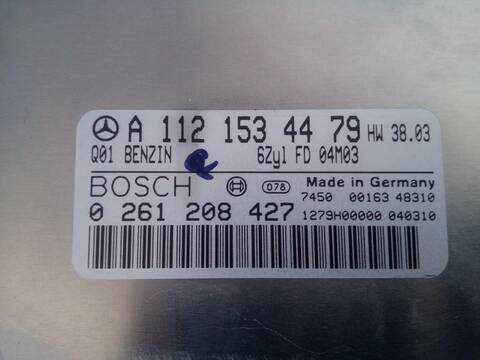 A 112 153 44 79 HW 38.03
Q01 BENZIN 6Zyl FD 04M03
BOSCH 078 Made in Germany
7450 00163 48310
0 261 208 427 1279H00000 040310